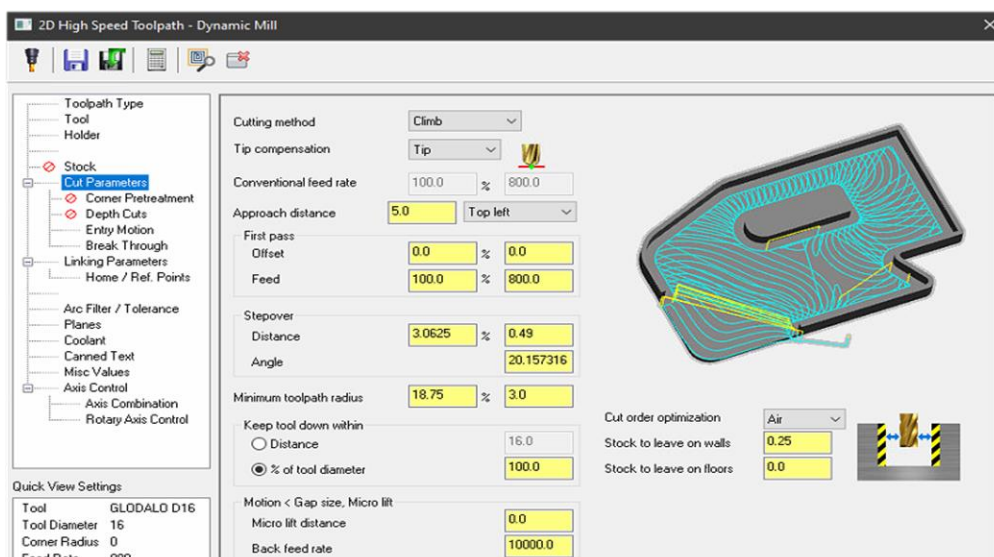 2D High Speed Toolpath - Dynamic Mill
Toolpath Type
Tool
Holder
Stock
Cut Parameters
Corner Pretreatment
Depth Cuts
Entry Motion
Break Through
Linking Parameters
Home / Ref. Points
Arc Filter / Tolerance
Planes
Coolant
Canned Text
Misc Values
Axis Control
Axis Combination
Rotary Axis Control
Quick View Settings
Tool GLODALO D16
Tool Diameter 16
Corner Radius 0
Cutting method Climb
Tip compensation Tip
Conventional feed rate 100.0 % 800.0
Approach distance 5.0 Top left
First pass
Offset 0.0 % 0.0
Feed 100.0 % 800.0
Stepover
Distance 3.0625 % 0.49
Angle 20.157316
Minimum toolpath radius 18.75 % 3.0
Keep tool down within
Distance 16.0
% of tool diameter 100.0
Motion < Gap size, Micro lift
Micro lift distance 0.0
Back feed rate 10000.0
Cut order optimization Air
Stock to leave on walls 0.25
Stock to leave on floors 0.0